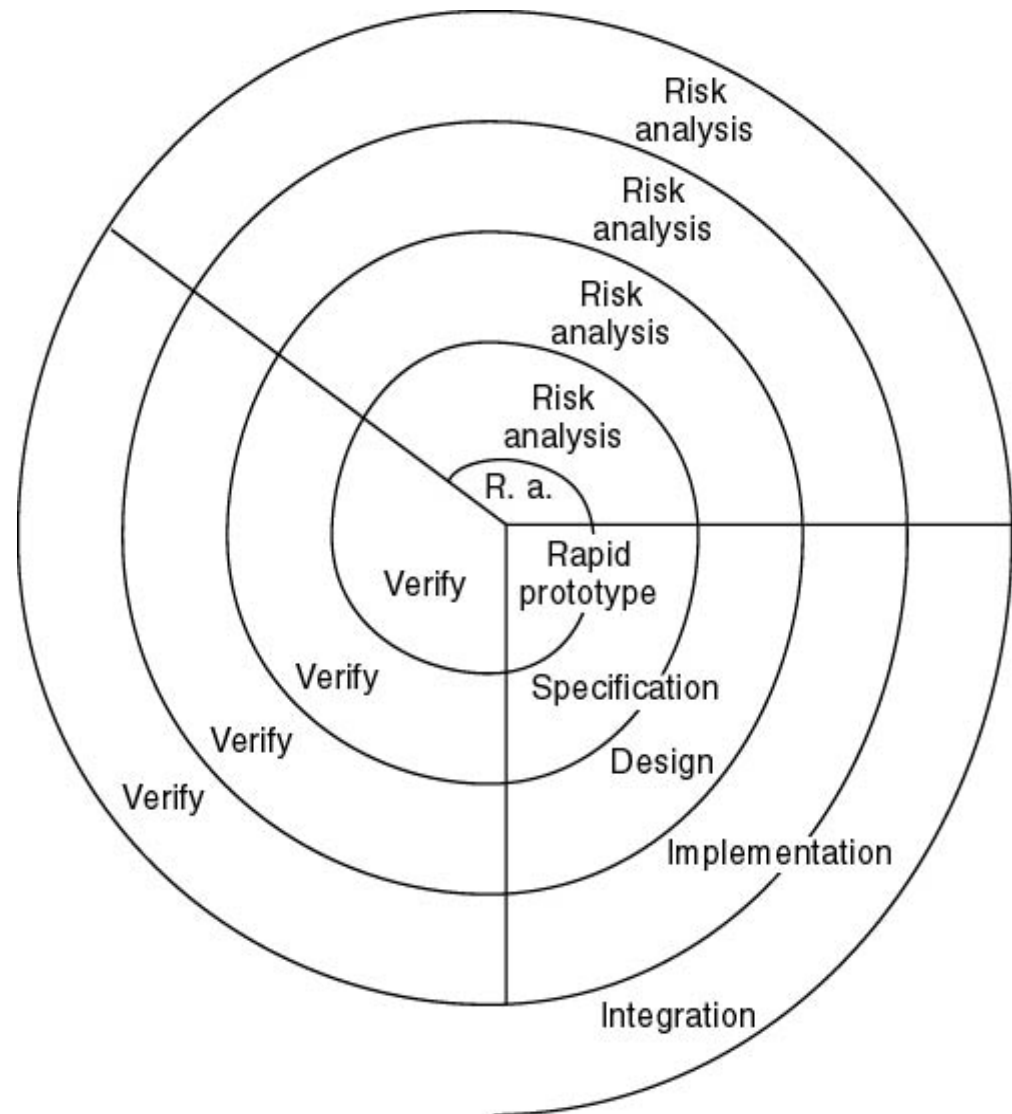 Risk
analysis
Risk
analysis
Risk
analysis
Risk
analysis
R. a.
Rapid
prototype
Verify
Verify
Specification
Verify
Design
Verify
Implementation
Integration